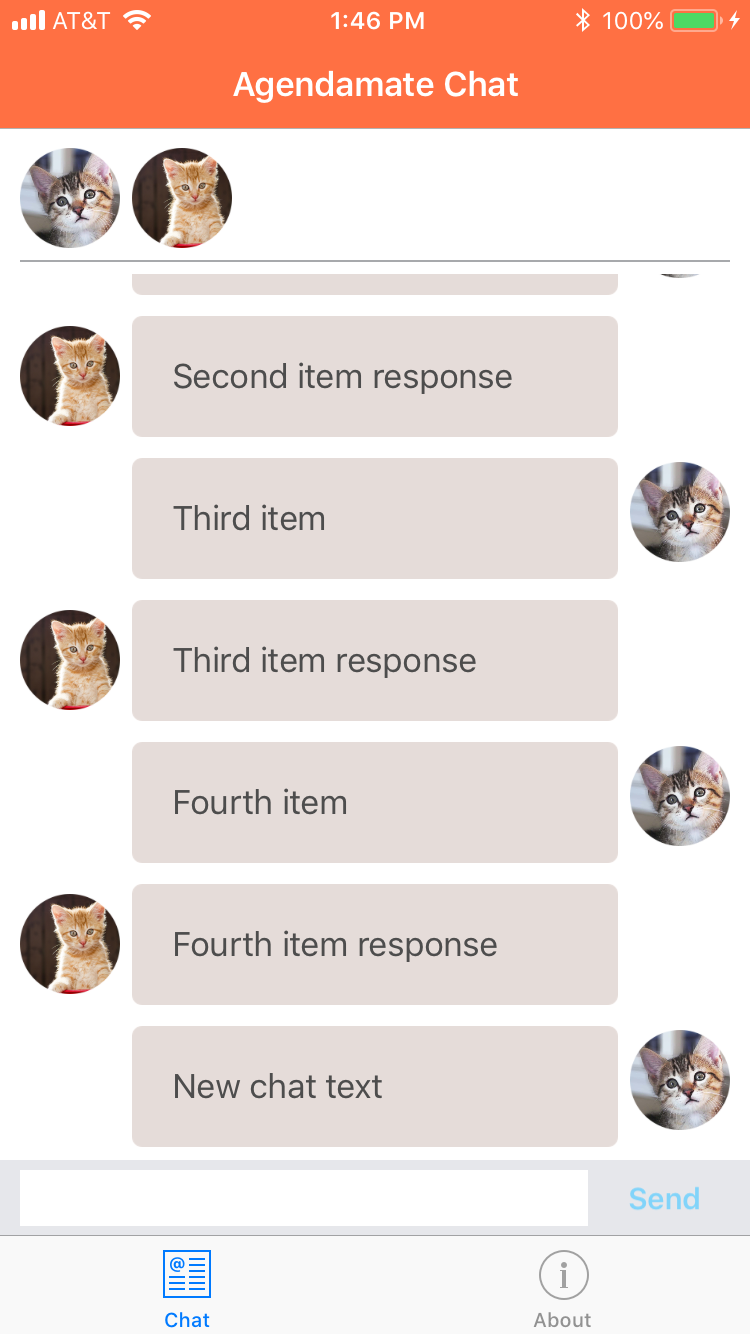 AT&T 1:46 PM 100%
Agendamate Chat
Second item response
Third item
Third item response
Fourth item
Fourth item response
New chat text
Send
@ i
Chat About